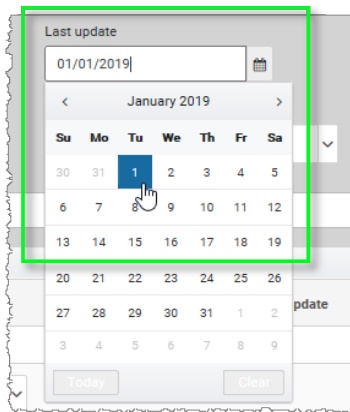 Last update
01/01/2019
< January 2019 >
Su Mo Tu We Th Fr Sa
30 31 1 2 3 4 5
6 7 8 9 10 11 12
13 14 15 16 17 18 19
20 21 22 23 24 25 26
27 28 29 30 31 1 2
pdate
3 4 5 6 7 8 9
Today Clear